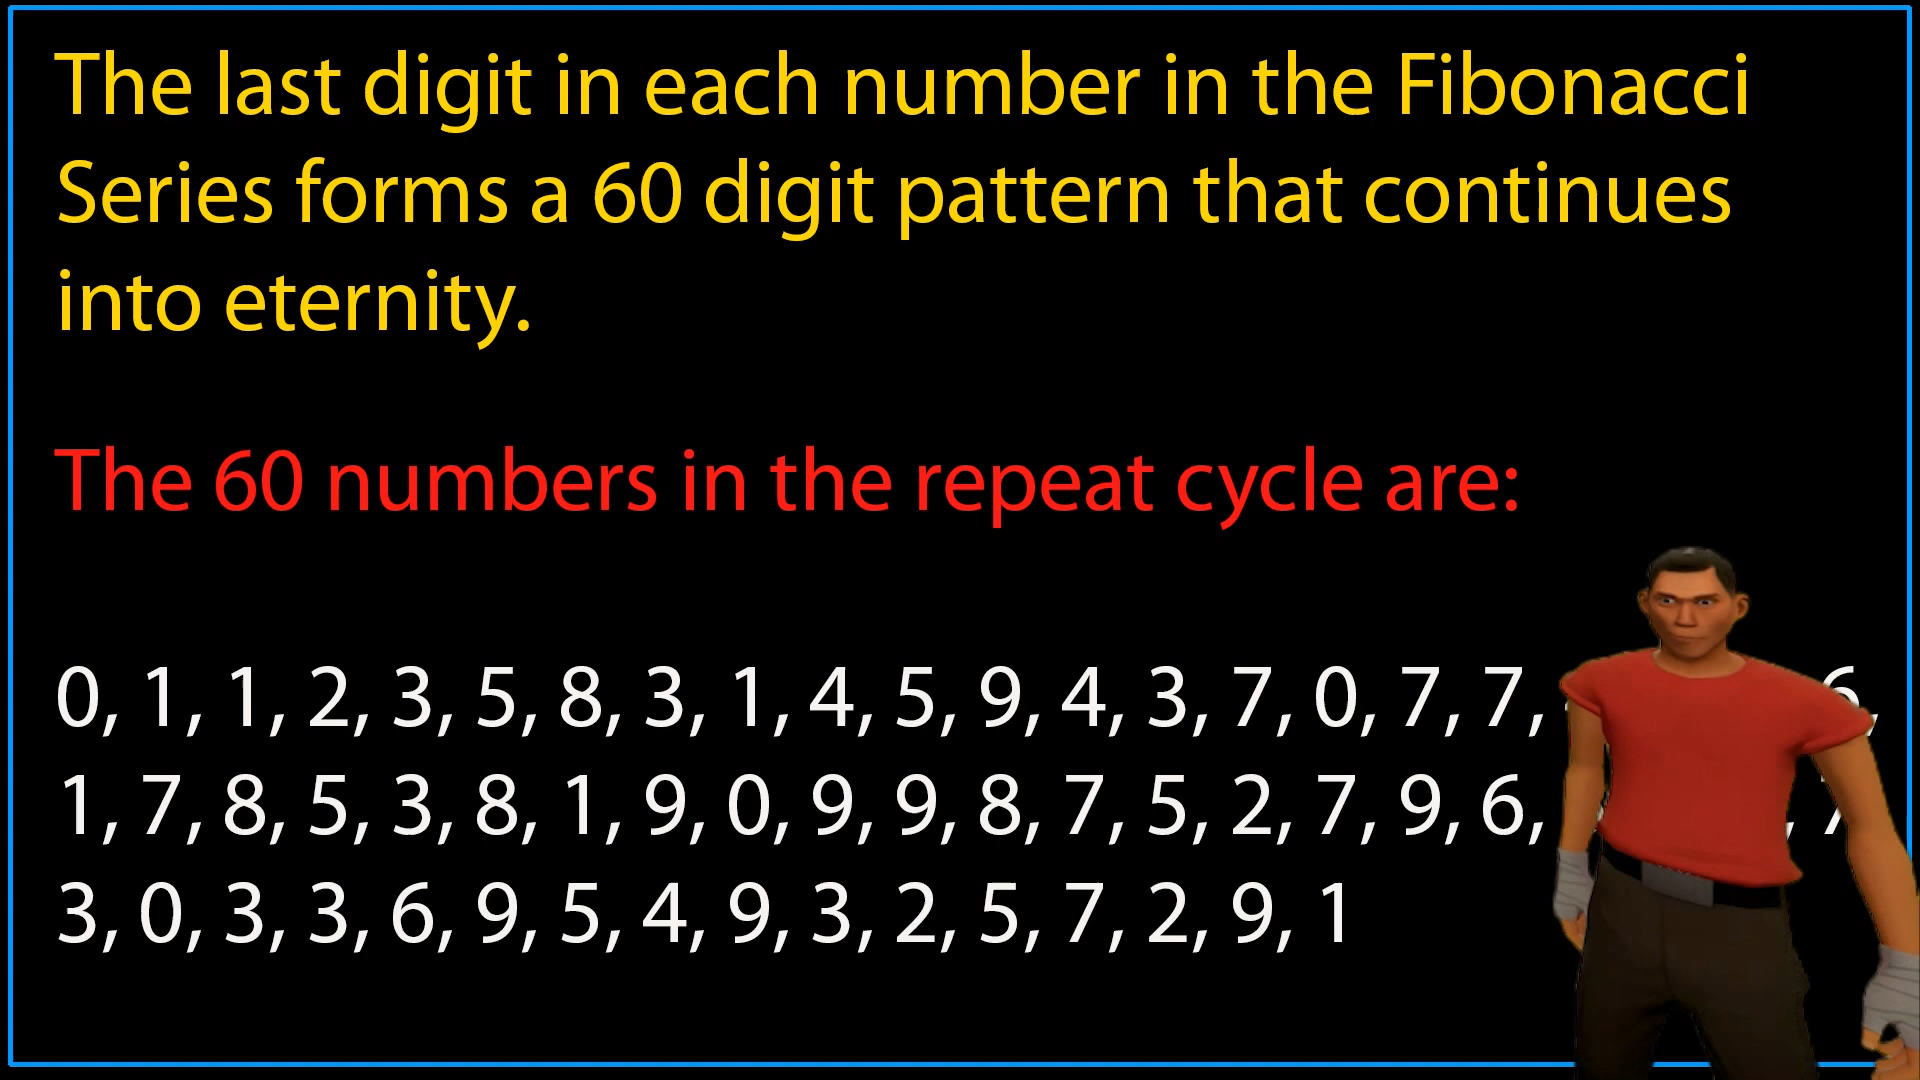 The last digit in each number in the Fibonacci
Series forms a 60 digit pattern that continues
into eternity.
The 60 numbers in the repeat cycle are:
0, 1, 1, 2, 3, 5, 8, 3, 1, 4, 5, 9, 4, 3, 7, 0, 7, 7, 6,
1, 7, 8, 5, 3, 8, 1, 9, 0, 9, 9, 8, 7, 5, 2, 7, 9, 6, 7
3, 0, 3, 3, 6, 9, 5, 4, 9, 3, 2, 5, 7, 2, 9, 1